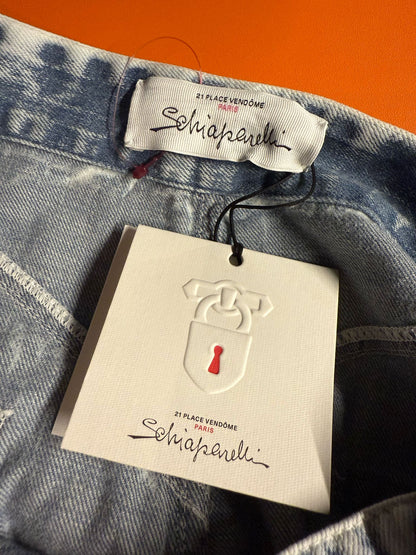 21 PLACE VENDÔME
PARIS
Schiaparelli
21 PLACE VENDÔME
PARIS
Schiaparelli